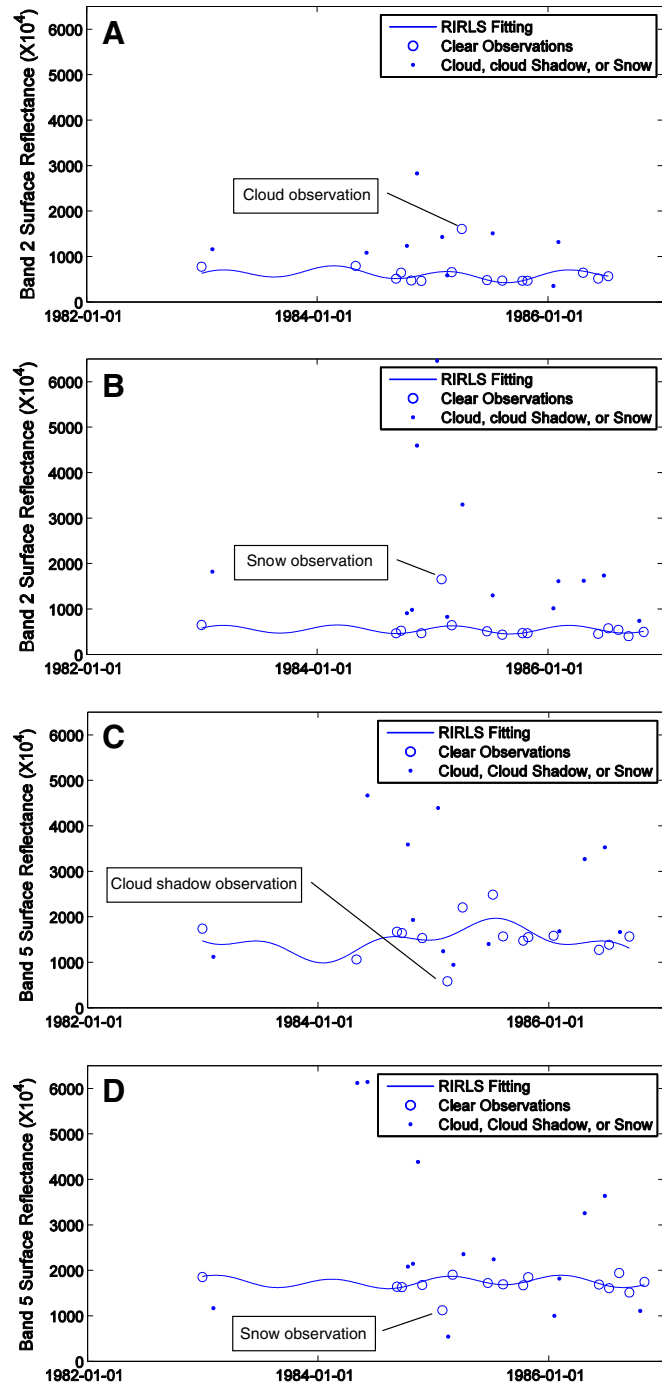 A
Band 2 Surface Reflectance (X10⁴)
6000
5000
4000
3000
2000
1000
0
RIRLS Fitting
Clear Observations
Cloud, cloud Shadow, or Snow
Cloud observation
1982-01-01
1984-01-01
1986-01-01
B
Band 2 Surface Reflectance (X10⁴)
6000
5000
4000
3000
2000
1000
0
RIRLS Fitting
Clear Observations
Cloud, cloud Shadow, or Snow
Snow observation
1982-01-01
1984-01-01
1986-01-01
C
Band 5 Surface Reflectance (X10⁴)
6000
5000
4000
3000
2000
1000
0
RIRLS Fitting
Clear Observations
Cloud, Cloud Shadow, or Snow
Cloud shadow observation
1982-01-01
1984-01-01
1986-01-01
D
Band 5 Surface Reflectance (X10⁴)
6000
5000
4000
3000
2000
1000
0
RIRLS Fitting
Clear Observations
Cloud, Cloud Shadow, or Snow
Snow observation
1982-01-01
1984-01-01
1986-01-01